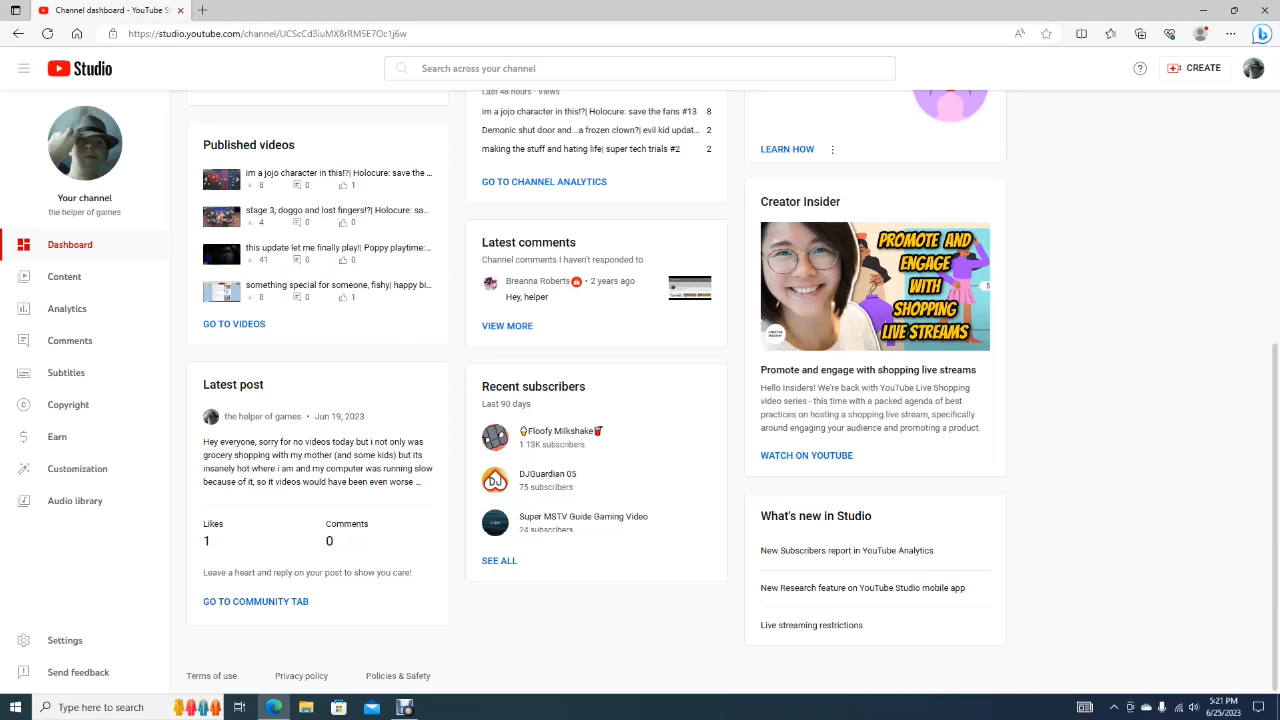 Channel dashboard - YouTube St
https://studio.youtube.com/channel/UCScCd3iuMX8rRM5E7Oc1j6w
Studio
Search across your channel
CREATE
Your channel
the helper of games
Dashboard
Content
Analytics
Comments
Subtitles
Copyright
Earn
Customization
Audio library
Settings
Send feedback
Published videos
im a jojo character in this!?| Holocure: save the ...
8 0 1
stage 3, doggo and lost fingers!?| Holocure: sa...
4 0 0
this update let me finally play!| Poppy playtime:...
41 0 0
something special for someone, fishy| happy bi...
8 0 1
GO TO VIDEOS
Latest post
the helper of games • Jun 19, 2023
Hey everyone, sorry for no videos today but i not only was
grocery shopping with my mother (and some kids) but its
insanely hot where i am and my computer was running slow
because of it, so it videos would have been even worse ...
Likes
1
Comments
0
Leave a heart and reply on your post to show you care!
GO TO COMMUNITY TAB
Last 48 hours · Views
im a jojo character in this!?| Holocure: save the fans #13 8
Demonic shut door and...a frozen clown?| evil kid updat... 2
making the stuff and hating life| super tech trials #2 2
GO TO CHANNEL ANALYTICS
Latest comments
Channel comments I haven't responded to
Breanna Roberts • 2 years ago
Hey, helper
VIEW MORE
Recent subscribers
Last 90 days
Floofy Milkshake
1.13K subscribers
DJ
DJGuardian 05
75 subscribers
Super MSTV Guide Gaming Video
24 subscribers
SEE ALL
LEARN HOW
Creator Insider
PROMOTE AND
ENGAGE
WITH
SHOPPING
LIVE STREAMS
Promote and engage with shopping live streams
Hello Insiders! We're back with YouTube Live Shopping
video series - this time with a packed agenda of best
practices on hosting a shopping live stream, specifically
around engaging your audience and promoting a product.
WATCH ON YOUTUBE
What's new in Studio
New Subscribers report in YouTube Analytics
New Research feature on YouTube Studio mobile app
Live streaming restrictions
Terms of use
Privacy policy
Policies & Safety
Type here to search
5:21 PM
6/25/2023